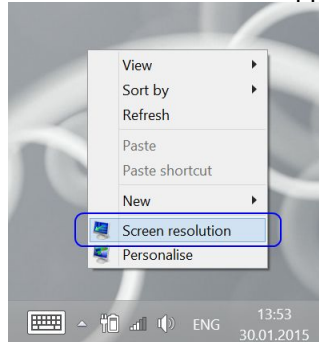 View
Sort by
Refresh
Paste
Paste shortcut
New
Screen resolution
Personalise
ENG
13:53
30.01.2015